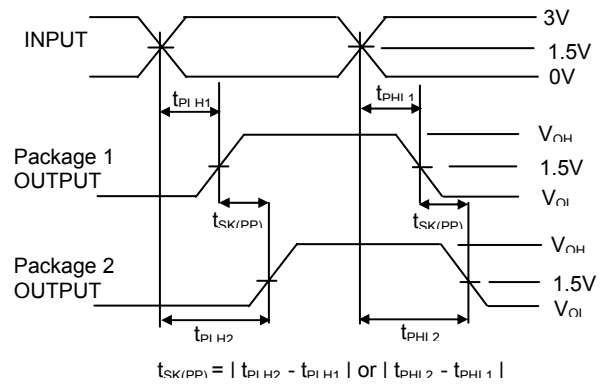 INPUT
3V
1.5V
0V
tPLH1
tPHL1
Package 1
OUTPUT
VOH
1.5V
VOL
tSK(PP)
tSK(PP)
Package 2
OUTPUT
VOH
1.5V
VOL
tPLH2
tPHL2
tSK(PP) = | tPLH2 - tPLH1 | or | tPHL2 - tPHL1 |